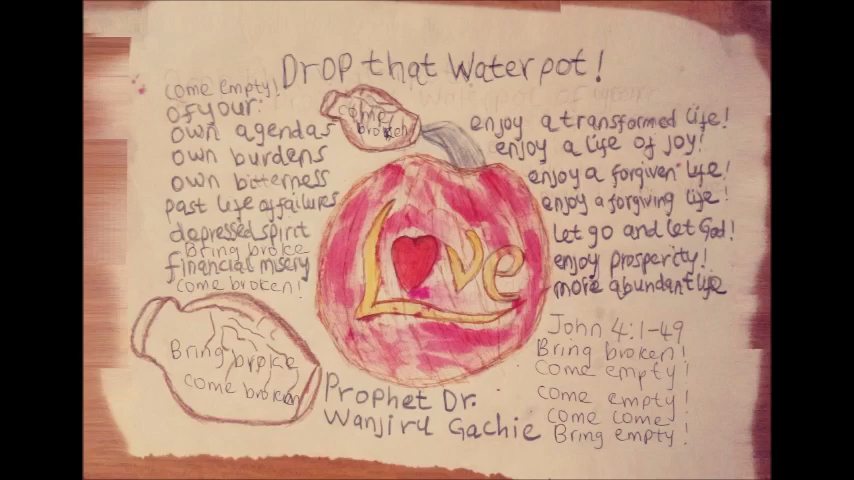 Drop that Waterpot!
come empty!
of your:
own agendas
own burdens
own bitterness
past life of failures
depressed spirit
Bring broke
financial misery
come broken!
come
broken
Love
enjoy a transformed life!
enjoy a life of joy!
enjoy a forgiven life!
enjoy a forgiving life!
Let go and let God!
enjoy prosperity!
more abundant life
John 4:1-49
Bring broken!
Come empty!
come empty!
come come!
Bring empty!
Bring broke
come broken
Prophet Dr.
Wanjiru Gachie